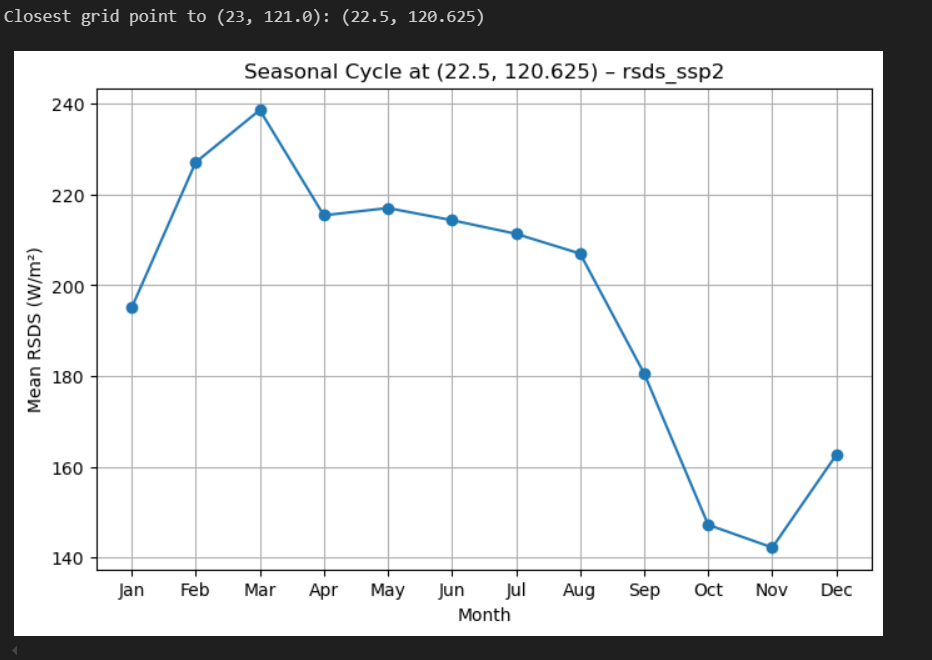 Closest grid point to (23, 121.0): (22.5, 120.625)
Seasonal Cycle at (22.5, 120.625) – rsds_ssp2
Mean RSDS (W/m²)
240
220
200
180
160
140
Jan Feb Mar Apr May Jun Jul Aug Sep Oct Nov Dec
Month